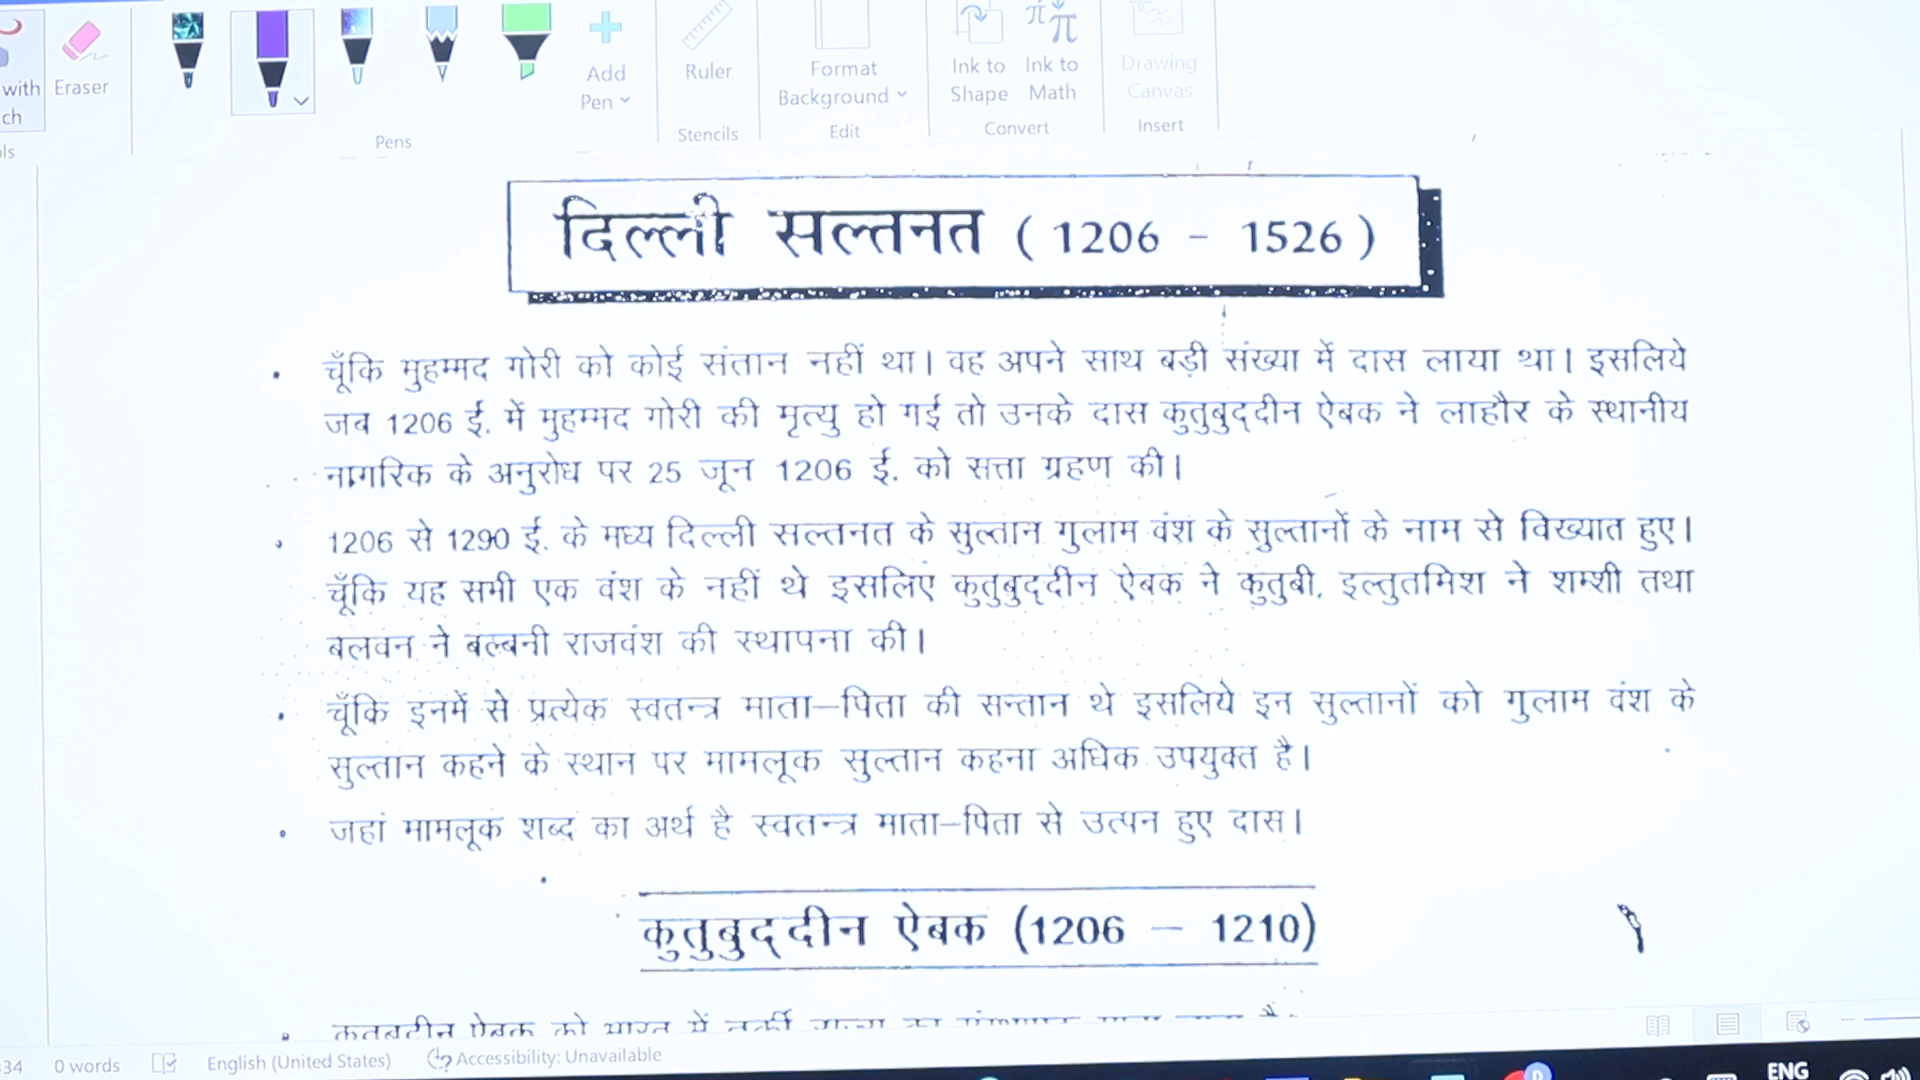 with
Eraser
ch
ls
Pens
Add
Pen
Ruler
Stencils
Format
Background
Edit
Ink to
Shape
Ink to
Math
Convert
Drawing
Canvas
Insert
दिल्ली सल्तनत ( 1206 - 1526 )
• चूँकि मुहम्मद गोरी को कोई संतान नहीं था। वह अपने साथ बड़ी संख्या में दास लाया था। इसलिये
जब 1206 ई. में मुहम्मद गोरी की मृत्यु हो गई तो उनके दास कुतुबुद्दीन ऐबक ने लाहौर के स्थानीय
नागरिक के अनुरोध पर 25 जून 1206 ई. को सत्ता ग्रहण की।
• 1206 से 1290 ई. के मध्य दिल्ली सल्तनत के सुल्तान गुलाम वंश के सुल्तानों के नाम से विख्यात हुए।
चूँकि यह सभी एक वंश के नहीं थे इसलिए कुतुबुद्दीन ऐबक ने कुतुबी, इल्तुतमिश ने शम्शी तथा
बलवन ने बल्बनी राजवंश की स्थापना की।
• चूँकि इनमें से प्रत्येक स्वतन्त्र माता–पिता की सन्तान थे इसलिये इन सुल्तानों को गुलाम वंश के
सुल्तान कहने के स्थान पर मामलूक सुल्तान कहना अधिक उपयुक्त है।
• जहां मामलूक शब्द का अर्थ है स्वतन्त्र माता–पिता से उत्पन हुए दास।
कुतुबुद्दीन ऐबक (1206 – 1210)
• कुतुबुद्दीन ऐबक को भारत में तुर्की
34 0 words English (United States) Accessibility: Unavailable
ENG